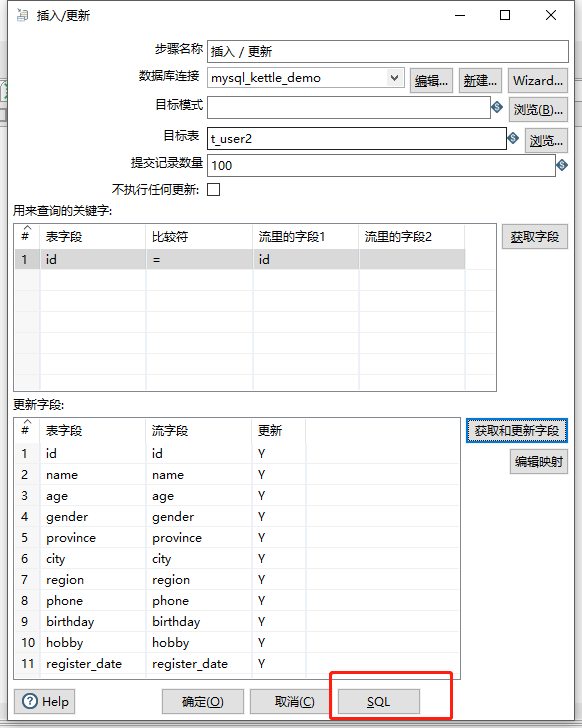 插入/更新
步骤名称 插入 / 更新
数据库连接 mysql_kettle_demo 编辑... 新建... Wizard...
目标模式 浏览(B)...
目标表 t_user2 浏览...
提交记录数量 100
不执行任何更新:
用来查询的关键字:
# 表字段 比较符 流里的字段1 流里的字段2 获取字段
1 id = id
更新字段:
# 表字段 流字段 更新 获取和更新字段
1 id id Y 编辑映射
2 name name Y
3 age age Y
4 gender gender Y
5 province province Y
6 city city Y
7 region region Y
8 phone phone Y
9 birthday birthday Y
10 hobby hobby Y
11 register_date register_date Y
Help 确定(O) 取消(C) SQL